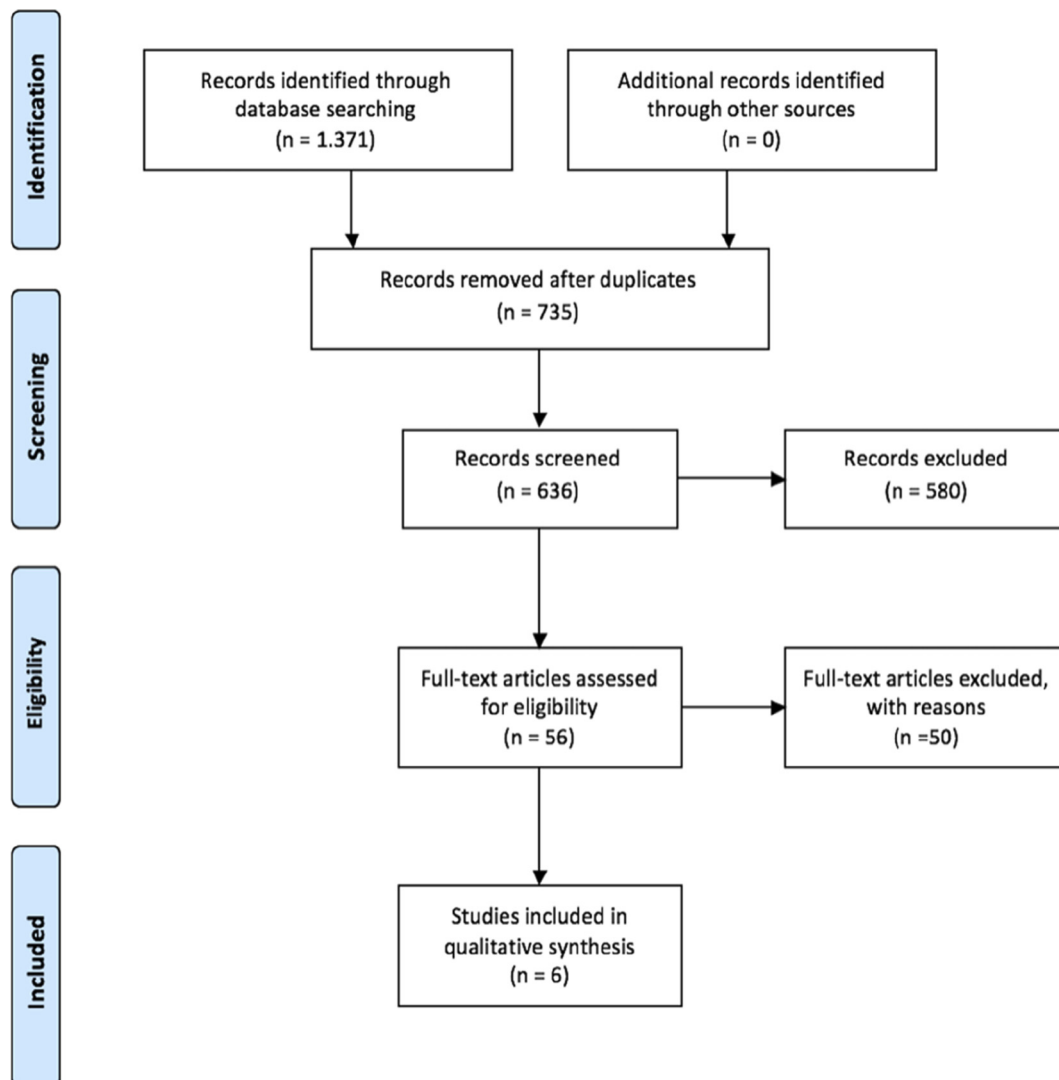 Identification
Records identified through
database searching
(n = 1.371)
Additional records identified
through other sources
(n = 0)
Records removed after duplicates
(n = 735)
Screening
Records screened
(n = 636)
Records excluded
(n = 580)
Eligibility
Full-text articles assessed
for eligibility
(n = 56)
Full-text articles excluded,
with reasons
(n =50)
Included
Studies included in
qualitative synthesis
(n = 6)